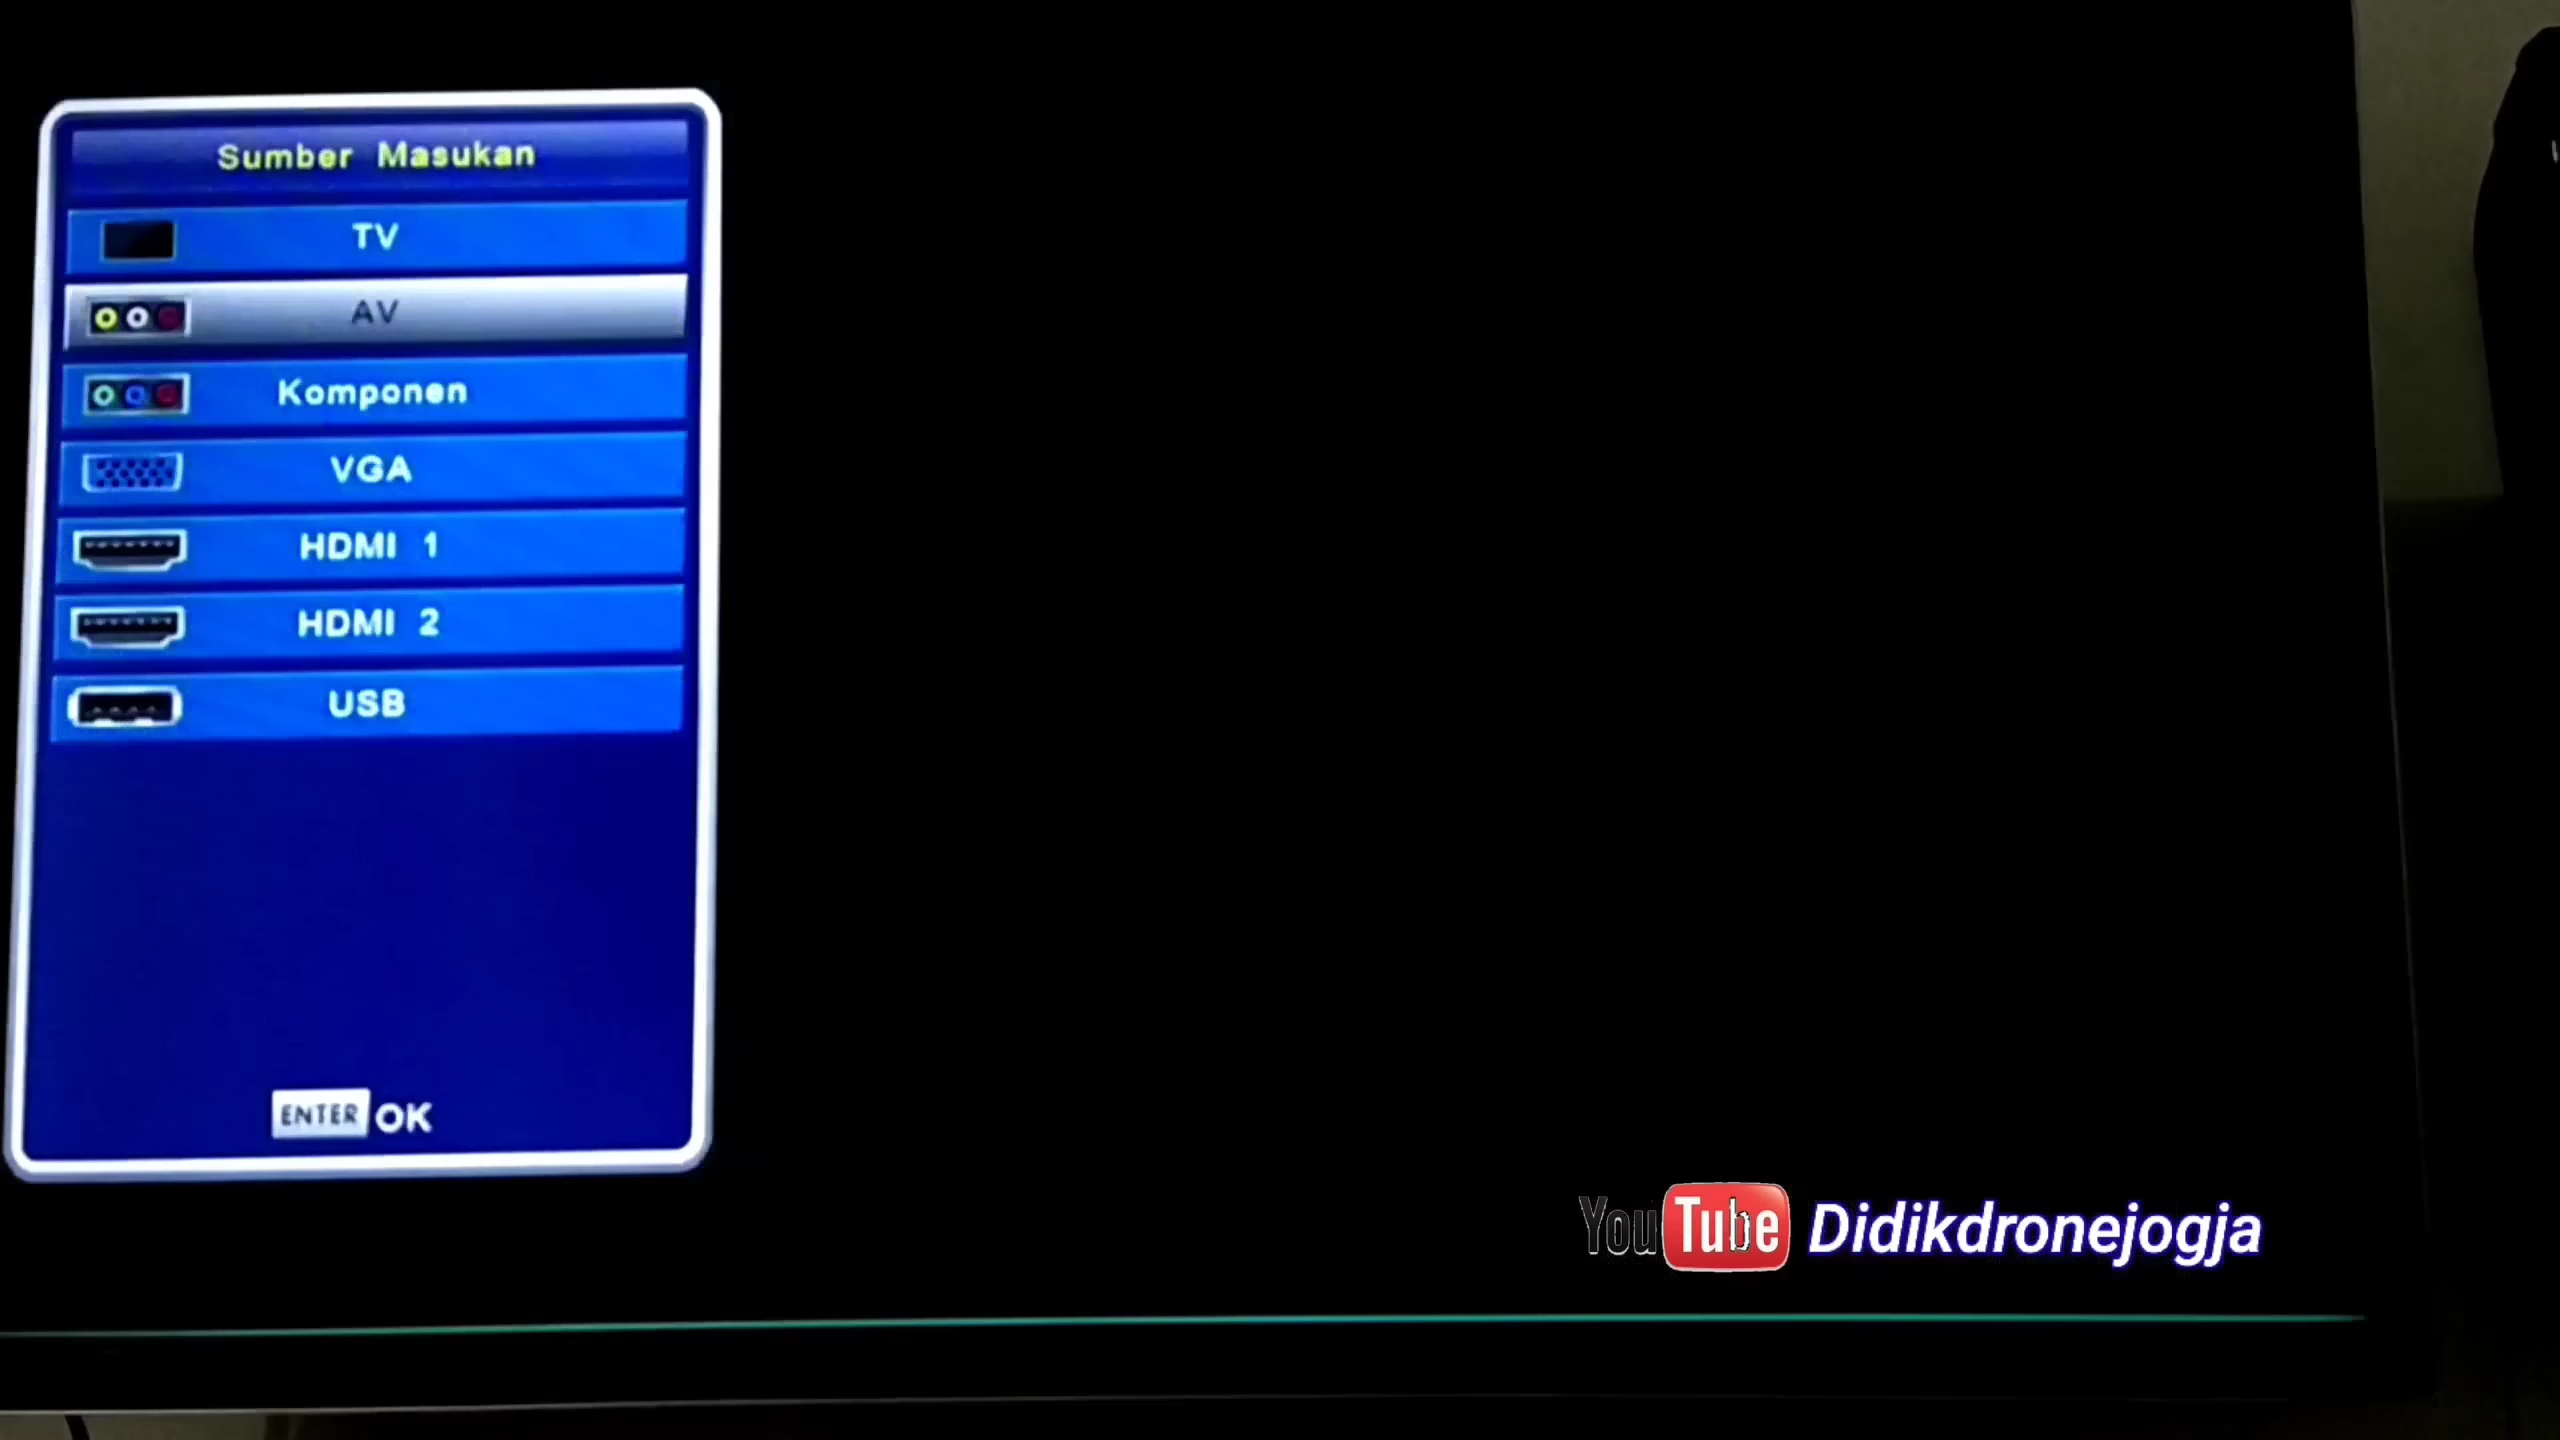 Sumber Masukan
TV
AV
Komponen
VGA
HDMI 1
HDMI 2
USB
ENTER OK
YouTube Didikdronejogja